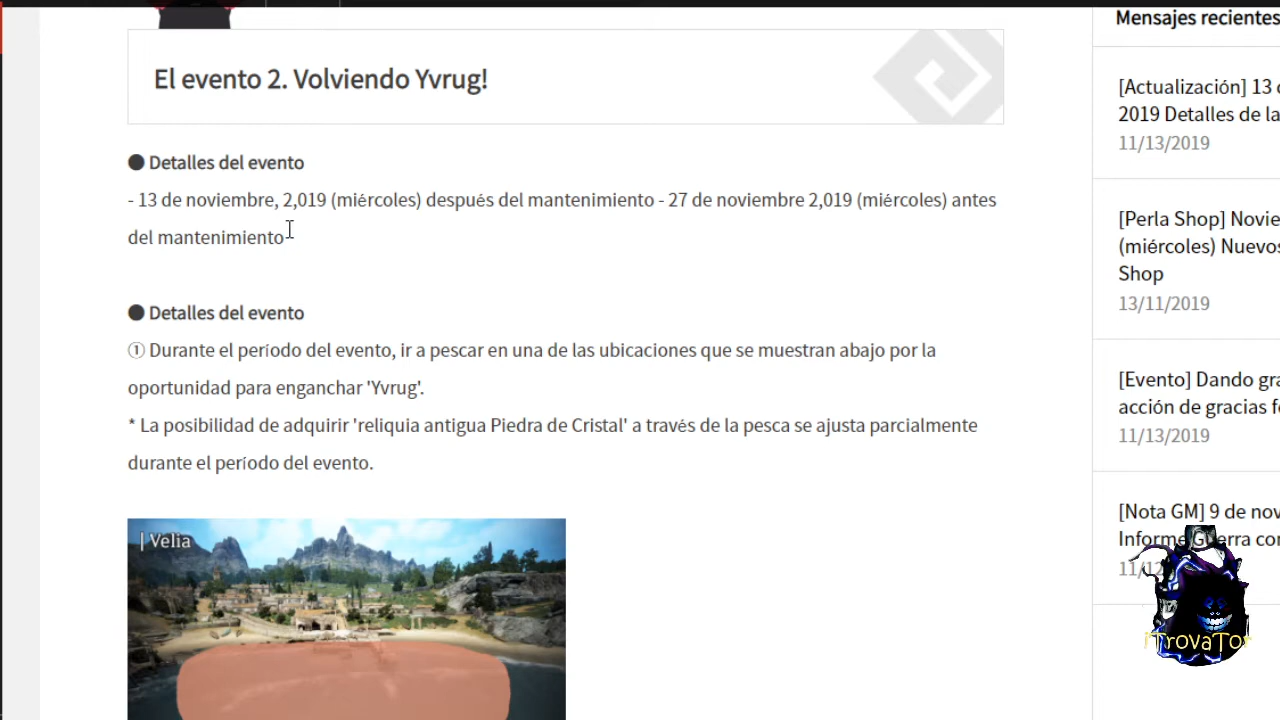 El evento 2. Volviendo Yvrug!
● Detalles del evento
- 13 de noviembre, 2,019 (miércoles) después del mantenimiento - 27 de noviembre 2,019 (miércoles) antes
del mantenimiento
● Detalles del evento
① Durante el período del evento, ir a pescar en una de las ubicaciones que se muestran abajo por la
oportunidad para enganchar 'Yvrug'.
* La posibilidad de adquirir 'reliquia antigua Piedra de Cristal' a través de la pesca se ajusta parcialmente
durante el período del evento.
| Velia
Mensajes recientes
[Actualización] 13 d
2019 Detalles de la
11/13/2019
[Perla Shop] Novie
(miércoles) Nuevos
Shop
13/11/2019
[Evento] Dando gra
acción de gracias fe
11/13/2019
[Nota GM] 9 de nov
Informe Guerra con
iTrovaTor